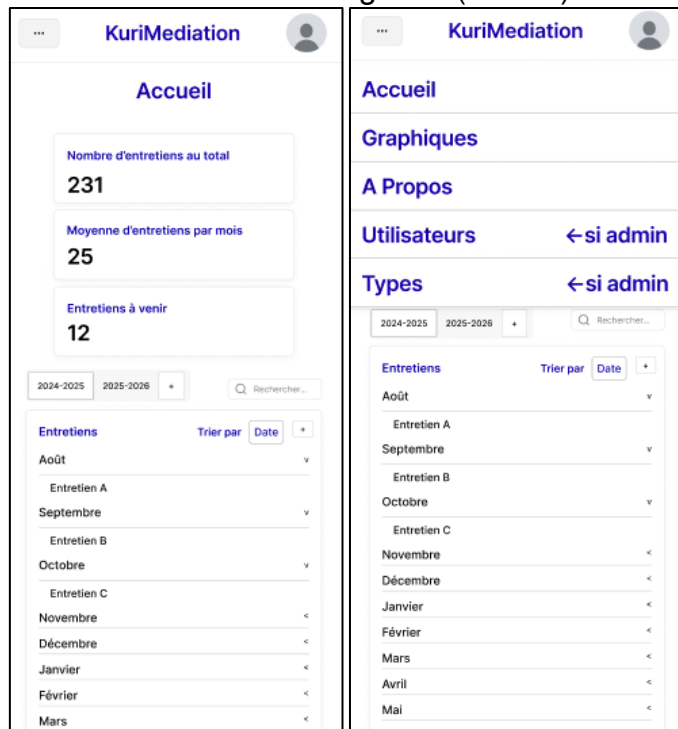 ... KuriMediation
Accueil
Nombre d'entretiens au total
231
Moyenne d'entretiens par mois
25
Entretiens à venir
12
2024-2025 2025-2026 + Rechercher...
Entretiens Trier par Date +
Août v
Entretien A
Septembre v
Entretien B
Octobre v
Entretien C
Novembre <
Décembre <
Janvier <
Février <
Mars <
... KuriMediation
Accueil
Graphiques
A Propos
Utilisateurs ←si admin
Types ←si admin
2024-2025 2025-2026 + Rechercher...
Entretiens Trier par Date +
Août v
Entretien A
Septembre v
Entretien B
Octobre v
Entretien C
Novembre <
Décembre <
Janvier <
Février <
Mars <
Avril <
Mai <